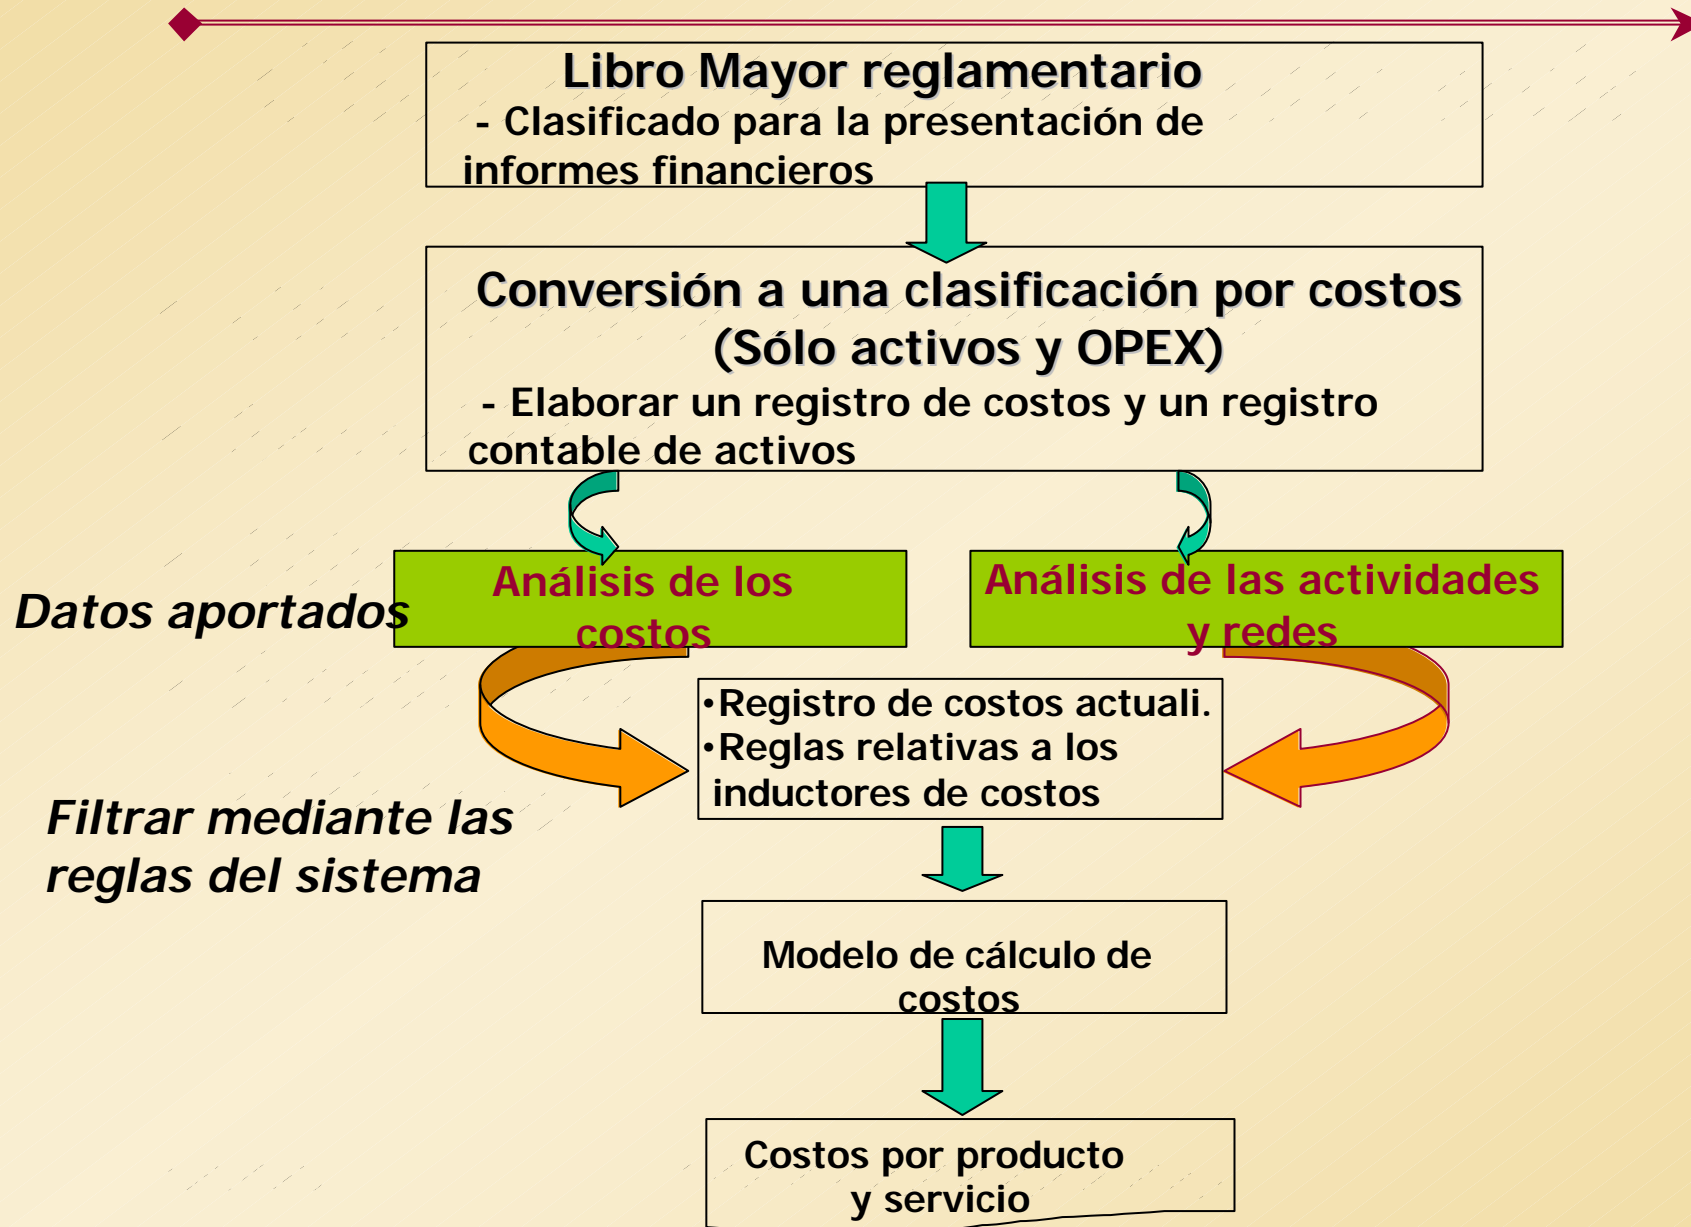 Libro Mayor reglamentario
- Clasificado para la presentación de
informes financieros
Conversión a una clasificación por costos
(Sólo activos y OPEX)
- Elaborar un registro de costos y un registro
contable de activos
Datos aportados
Análisis de los
costos
Análisis de las actividades
y redes
•Registro de costos actuali.
•Reglas relativas a los
inductores de costos
Filtrar mediante las
reglas del sistema
Modelo de cálculo de
costos
Costos por producto
y servicio